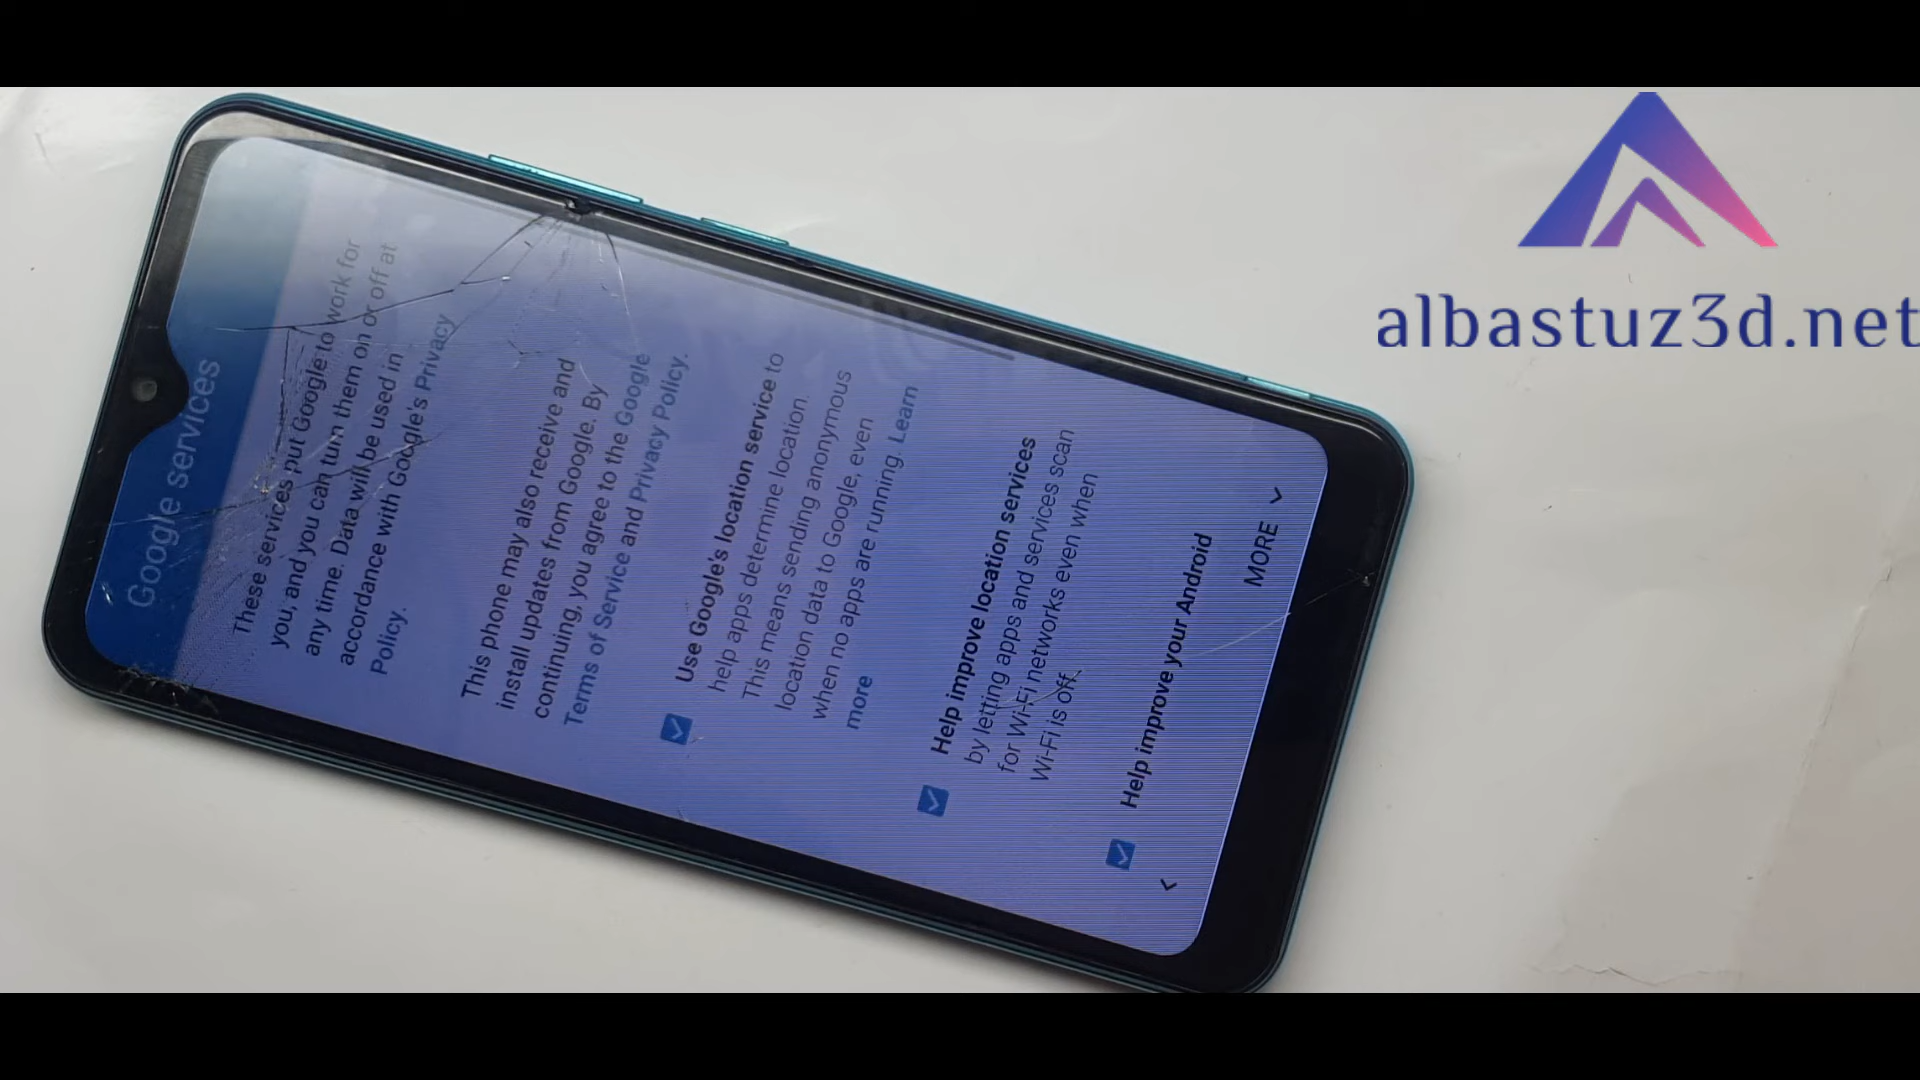 Google services
These services put Google to work for
you, and you can turn them on or off at
any time. Data will be used in
accordance with Google's Privacy
Policy.
This phone may also receive and
install updates from Google. By
continuing, you agree to the Google
Terms of Service and Privacy Policy.
Use Google's location service to
help apps determine location.
This means sending anonymous
location data to Google, even
when no apps are running. Learn
more
Help improve location services
by letting apps and services scan
for Wi-Fi networks even when
Wi-Fi is off.
Help improve your Android
MORE
albastuz3d.net